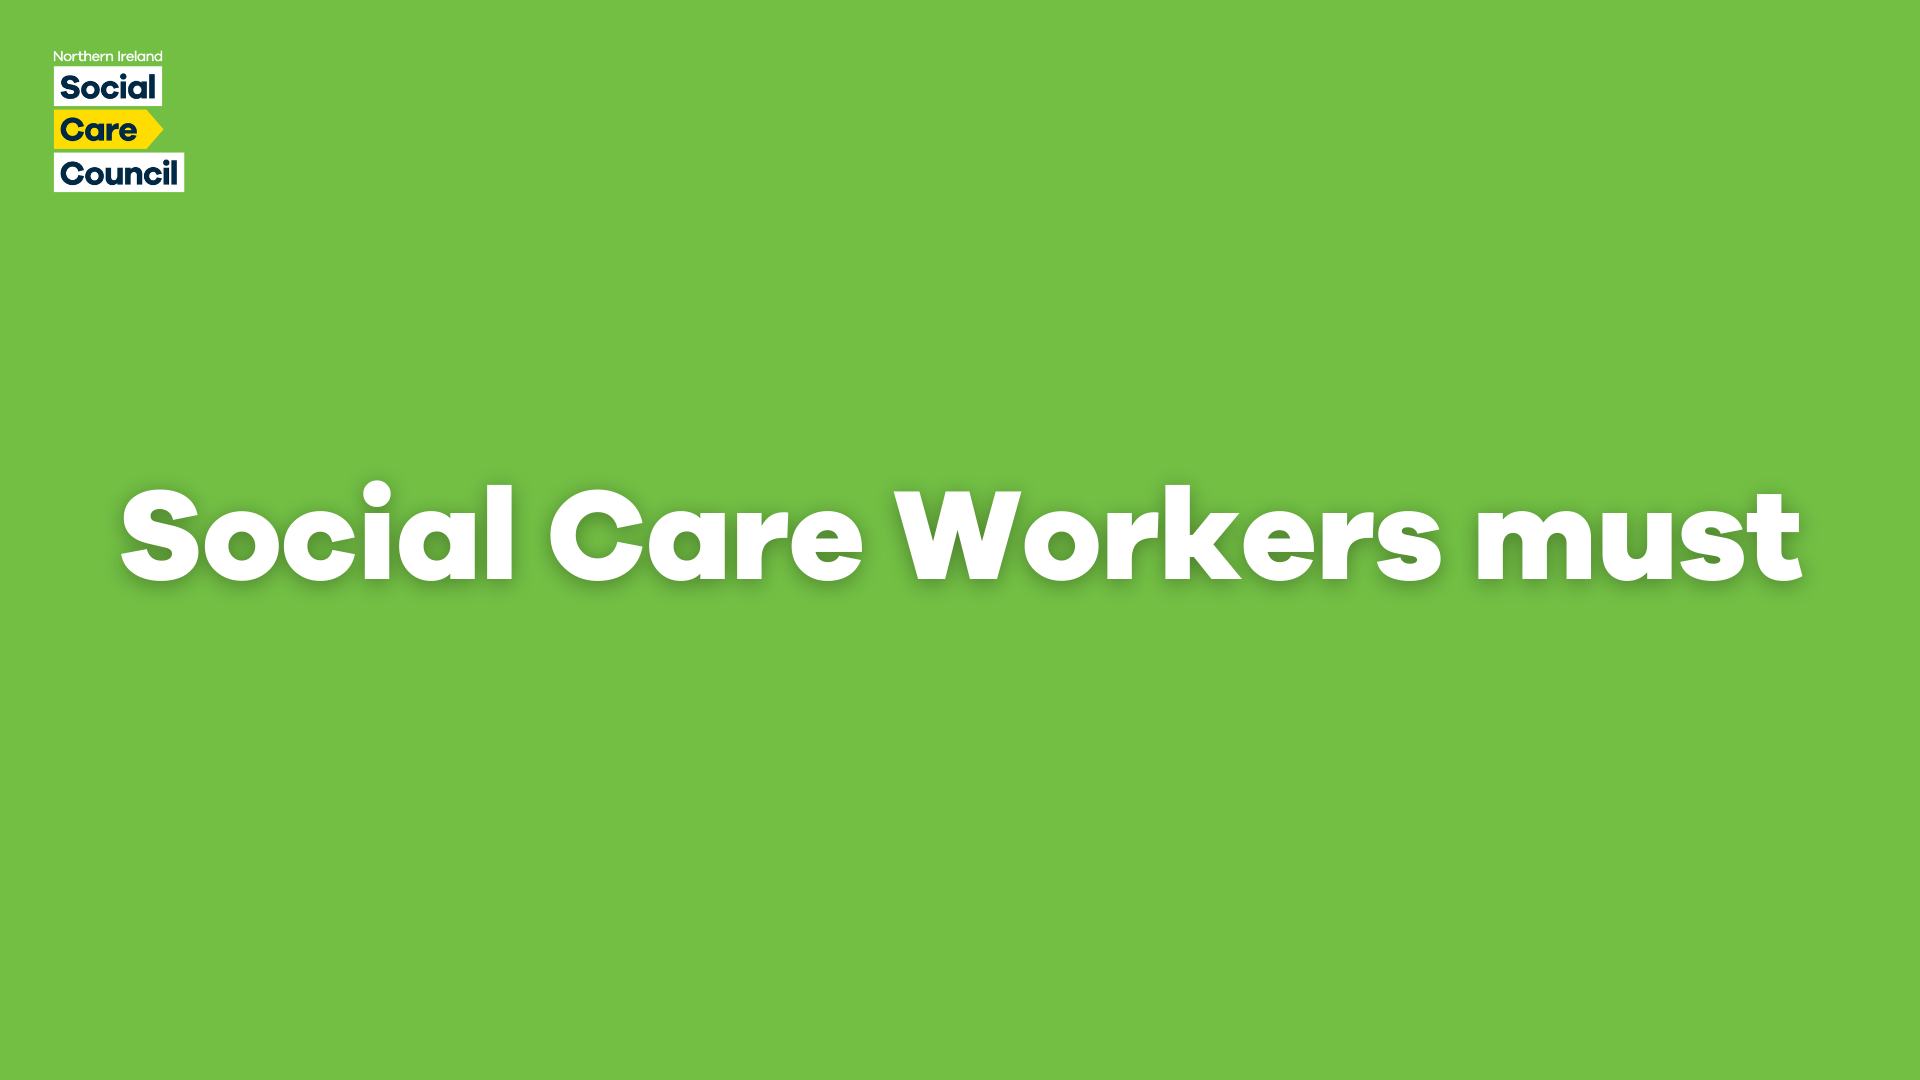 Northern Ireland
Social
Care
Council
Social Care Workers must